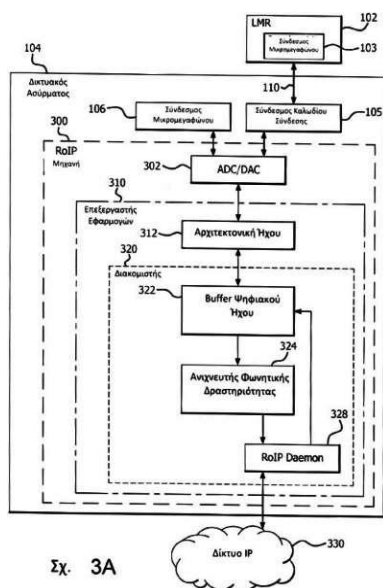 LMR
102
Σύνδεσμος
Μικρομεγαφώνου
103
104
Δικτυακός
Ασύρματος
110
106
Σύνδεσμος
Μικρομεγαφώνου
Σύνδεσμος Καλωδίου
Σύνδεσης
105
300
RoIP
Μηχανή
302
ADC/DAC
310
Επεξεργαστής
Εφαρμογών
312
Αρχιτεκτονική Ήχου
320
Διακομιστής
322
Buffer Ψηφιακού
Ήχου
324
Ανιχνευτής Φωνητικής
Δραστηριότητας
328
RoIP Daemon
Δίκτυο IP
330
Σχ. 3A